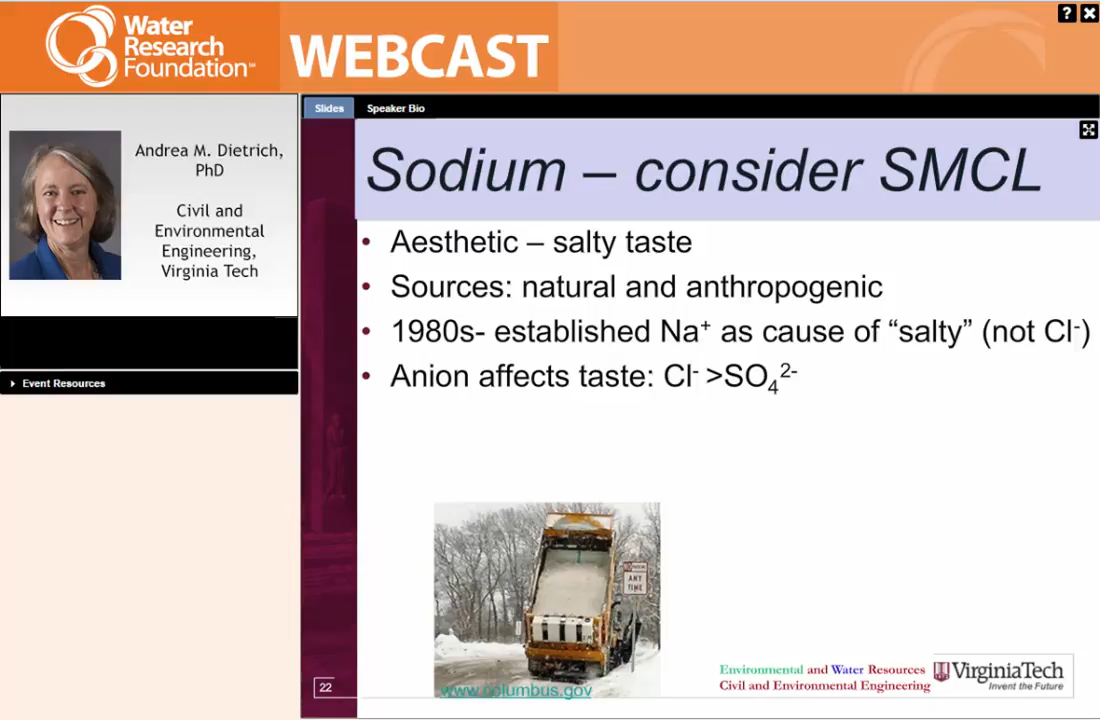 Water
Research
Foundation℠
WEBCAST
Slides
Speaker Bio
Andrea M. Dietrich,
PhD
Civil and
Environmental
Engineering,
Virginia Tech
Event Resources
Sodium – consider SMCL
• Aesthetic – salty taste
• Sources: natural and anthropogenic
• 1980s- established Na⁺ as cause of “salty” (not Cl⁻)
• Anion affects taste: Cl⁻ >SO₄²⁻
ANY
TIME
www.columbus.gov
22
Environmental and Water Resources
Civil and Environmental Engineering
VirginiaTech
Invent the Future